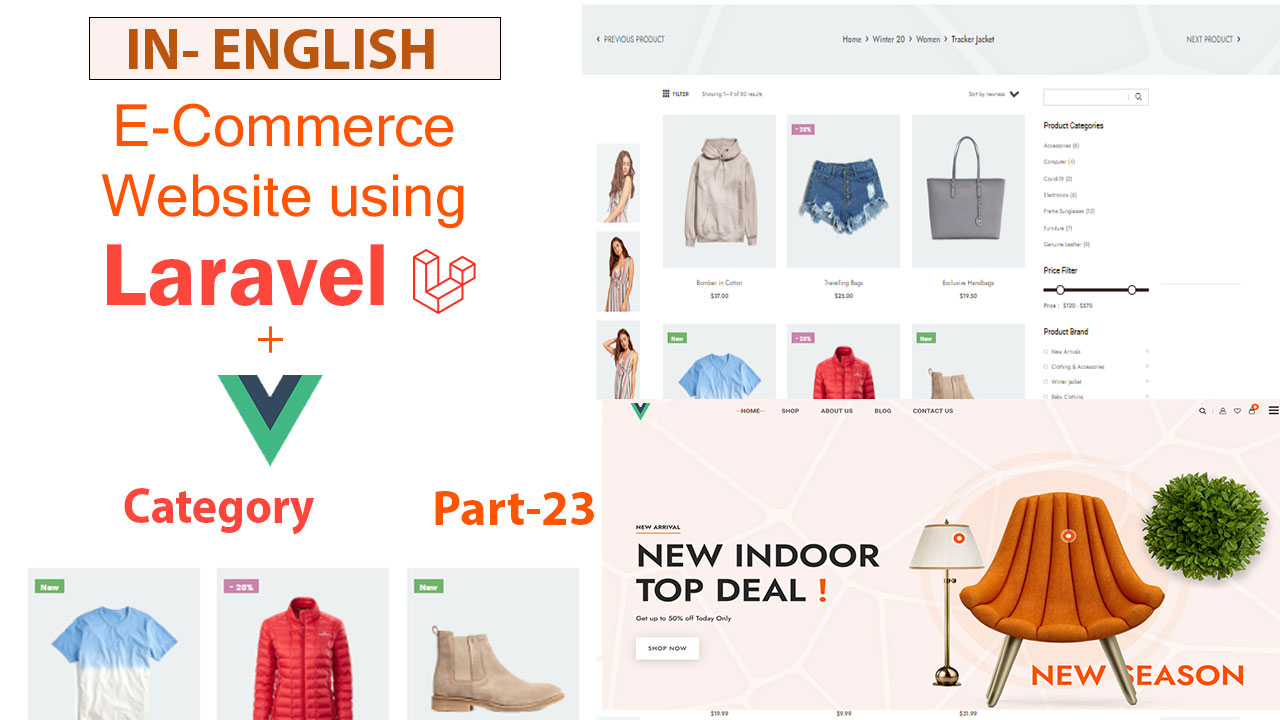 IN- ENGLISH
E-Commerce
Website using
Laravel
+
Category
Part-23
New
- 20%
New
‹ PREVIOUS PRODUCT
Home › Winter 20 › Women › Tracker Jacket
NEXT PRODUCT ›
FILTER
Showing 1–9 of 80 results
Sort by newness
Product Categories
Accessories (6)
Computer (4)
Covid-19 (2)
Electronics (6)
Frame Sunglasses (12)
Furniture (7)
Genuine Leather (9)
Price Filter
Price : $130 - $570
Product Brand
New Arrivals
Clothing & Accessories
Winter Jacket
Baby Clothing
- 20%
Bomber in Cotton
$37.00
Travelling Bags
$25.00
Exclusive Handbags
$19.50
New
- 20%
New
HOME
SHOP
ABOUT US
BLOG
CONTACT US
NEW ARRIVAL
NEW INDOOR
TOP DEAL !
Get up to 50% off Today Only
SHOP NOW
NEW SEASON
$19.99
$9.99
$31.99